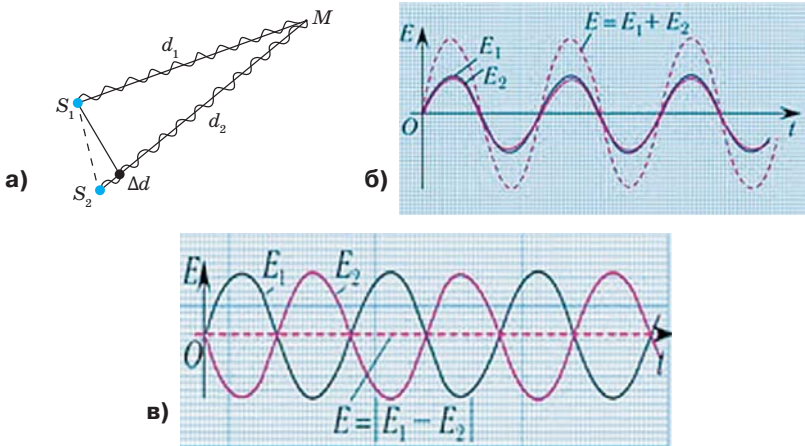 M
d₁
S₁
d₂
S₂
Δd
а)
E
E₁
E₂
E = E₁ + E₂
O
t
б)
E
E₁
E₂
O
t
E = |E₁ − E₂|
в)